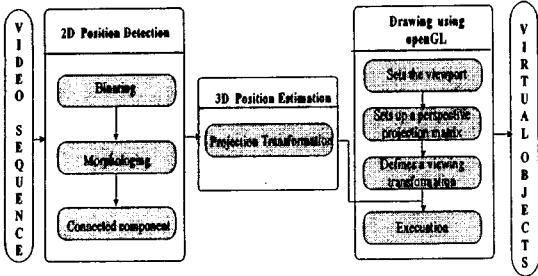 VIDEO SEQUENCE
2D Position Detection
Binaring
Morphologing
Connected component
3D Position Estimation
Projection Transformation
Drawing using
openGL
Sets the viewport
Sets up a perspective
projection matrix
Defines a viewing
transformation
Execution
VIRTUAL OBJECTS